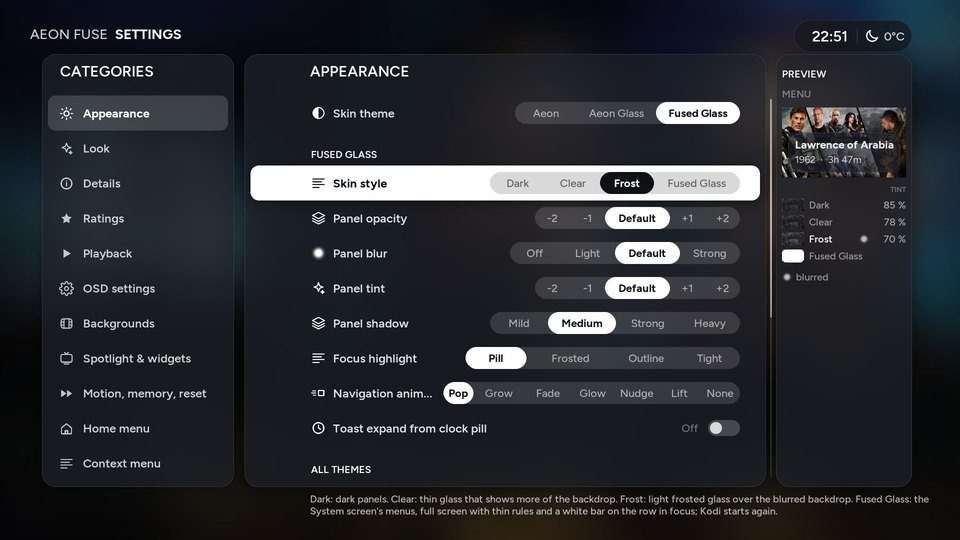 AEON FUSE SETTINGS
22:51 0°C
CATEGORIES
Appearance
Look
Details
Ratings
Playback
OSD settings
Backgrounds
Spotlight & widgets
Motion, memory, reset
Home menu
Context menu
APPEARANCE
Skin theme Aeon Aeon Glass Fused Glass
FUSED GLASS
Skin style Dark Clear Frost Fused Glass
Panel opacity -2 -1 Default +1 +2
Panel blur Off Light Default Strong
Panel tint -2 -1 Default +1 +2
Panel shadow Mild Medium Strong Heavy
Focus highlight Pill Frosted Outline Tight
Navigation anim... Pop Grow Fade Glow Nudge Lift None
Toast expand from clock pill Off
ALL THEMES
PREVIEW
MENU
Lawrence of Arabia
1962 · 3h 47m
TINT
Dark 85 %
Clear 78 %
Frost 70 %
Fused Glass
blurred
Dark: dark panels. Clear: thin glass that shows more of the backdrop. Frost: light frosted glass over the blurred backdrop. Fused Glass: the
System screen's menus, full screen with thin rules and a white bar on the row in focus; Kodi starts again.